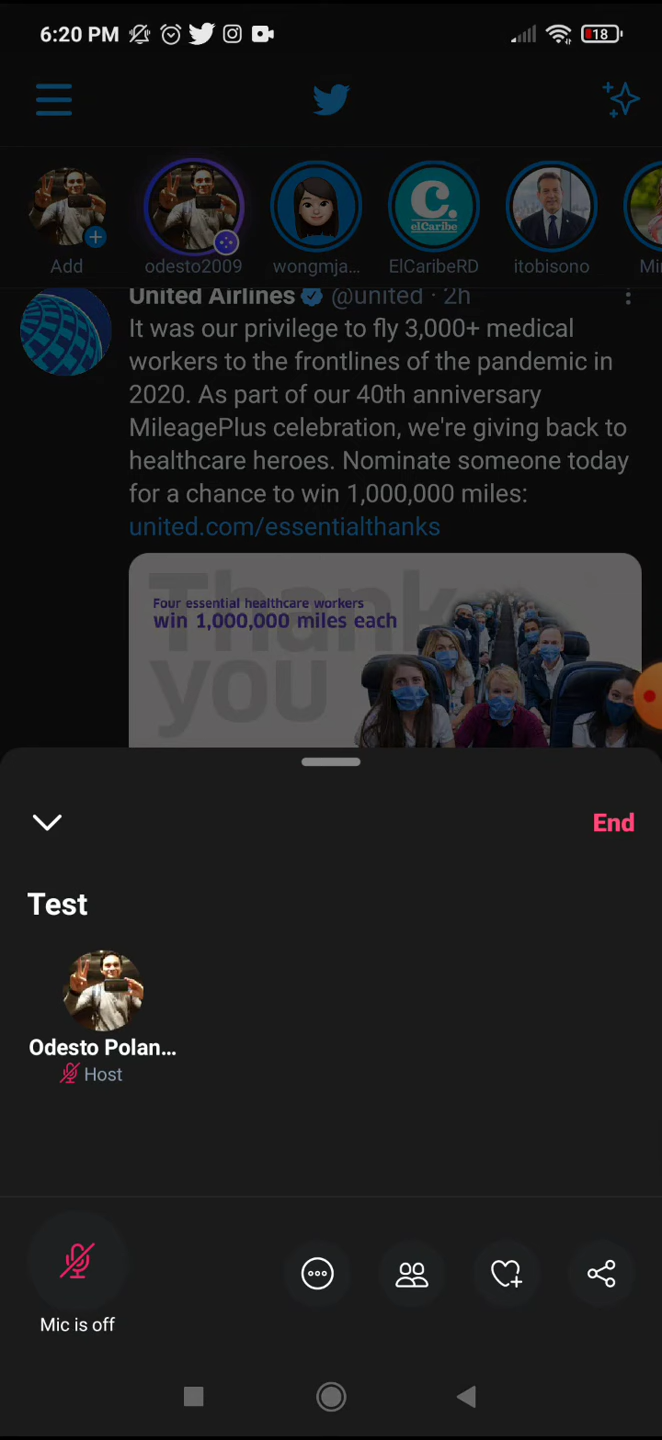 6:20 PM
18
Add
odesto2009
wongmja...
ElCaribeRD
itobisono
Mir
C.
elCaribe
United Airlines @united · 2h
It was our privilege to fly 3,000+ medical
workers to the frontlines of the pandemic in
2020. As part of our 40th anniversary
MileagePlus celebration, we're giving back to
healthcare heroes. Nominate someone today
for a chance to win 1,000,000 miles:
united.com/essentialthanks
Thank
you
Four essential healthcare workers
win 1,000,000 miles each
End
Test
Odesto Polan...
Host
Mic is off